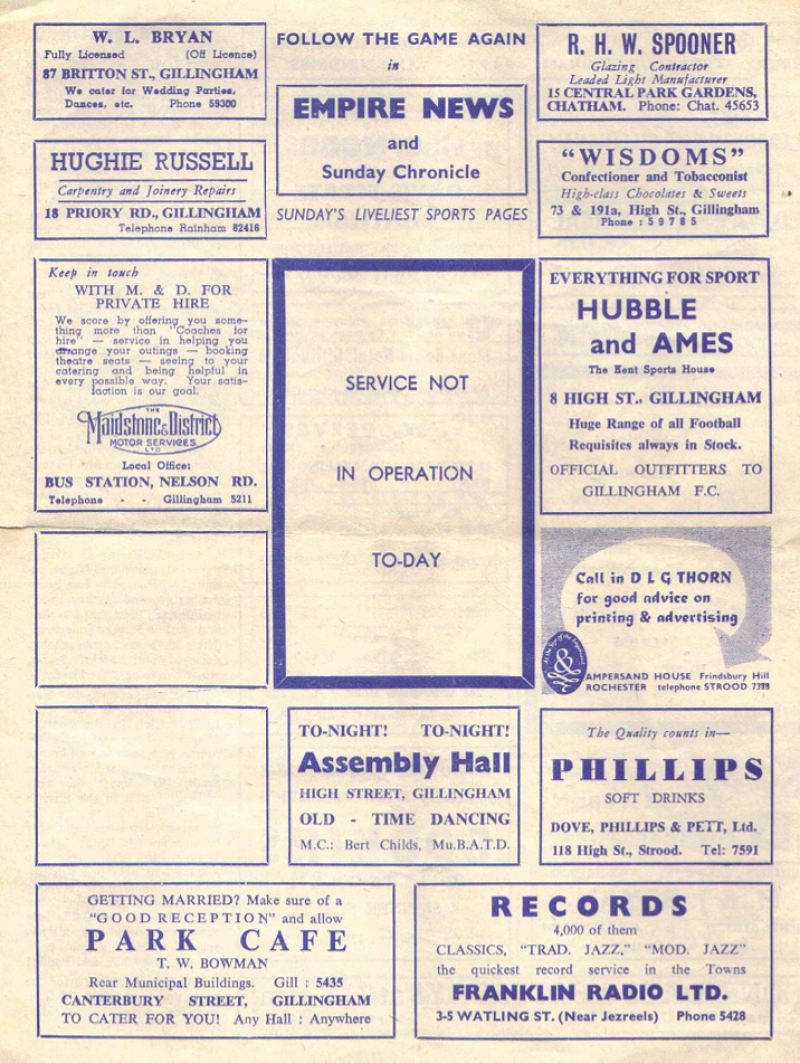 W. L. BRYAN
Fully Licensed (Off Licence)
87 BRITTON ST., GILLINGHAM
We cater for Wedding Parties,
Dances, etc. Phone 59300
FOLLOW THE GAME AGAIN
in
EMPIRE NEWS
and
Sunday Chronicle
SUNDAY'S LIVELIEST SPORTS PAGES
R. H. W. SPOONER
Glazing Contractor
Leaded Light Manufacturer
15 CENTRAL PARK GARDENS,
CHATHAM. Phone: Chat. 45653
HUGHIE RUSSELL
Carpentry and Joinery Repairs
18 PRIORY RD., GILLINGHAM
Telephone Rainham 82416
"WISDOMS"
Confectioner and Tobacconist
High-class Chocolates & Sweets
73 & 191a, High St., Gillingham
Phone : 59785
Keep in touch
WITH M. & D. FOR
PRIVATE HIRE
We score by offering you some-
thing more than "Coaches for
hire" — service in helping you
arrange your outings — booking
theatre seats — seeing to your
catering and being helpful in
every possible way. Your satis-
faction is our goal.
THE
Maidstone & District
MOTOR SERVICES
LTD
Local Office:
BUS STATION, NELSON RD.
Telephone - - Gillingham 5211
SERVICE NOT
IN OPERATION
TO-DAY
EVERYTHING FOR SPORT
HUBBLE
and AMES
The Kent Sports House
8 HIGH ST., GILLINGHAM
Huge Range of all Football
Requisites always in Stock.
OFFICIAL OUTFITTERS TO
GILLINGHAM F.C.
Call in D L G THORN
for good advice on
printing & advertising
At the Sign of the Ampersand
&
AMPERSAND HOUSE Frindsbury Hill
ROCHESTER telephone STROOD
TO-NIGHT! TO-NIGHT!
Assembly Hall
HIGH STREET, GILLINGHAM
OLD - TIME DANCING
M.C.: Bert Childs, Mu.B.A.T.D.
The Quality counts in—
PHILLIPS
SOFT DRINKS
DOVE, PHILLIPS & PETT, Ltd.
118 High St., Strood. Tel: 7591
GETTING MARRIED? Make sure of a
"GOOD RECEPTION" and allow
PARK CAFE
T. W. BOWMAN
Rear Municipal Buildings. Gill : 5435
CANTERBURY STREET, GILLINGHAM
TO CATER FOR YOU! Any Hall : Anywhere
RECORDS
4,000 of them
CLASSICS, "TRAD. JAZZ," "MOD. JAZZ"
the quickest record service in the Towns
FRANKLIN RADIO LTD.
3-5 WATLING ST. (Near Jezreels) Phone 5428